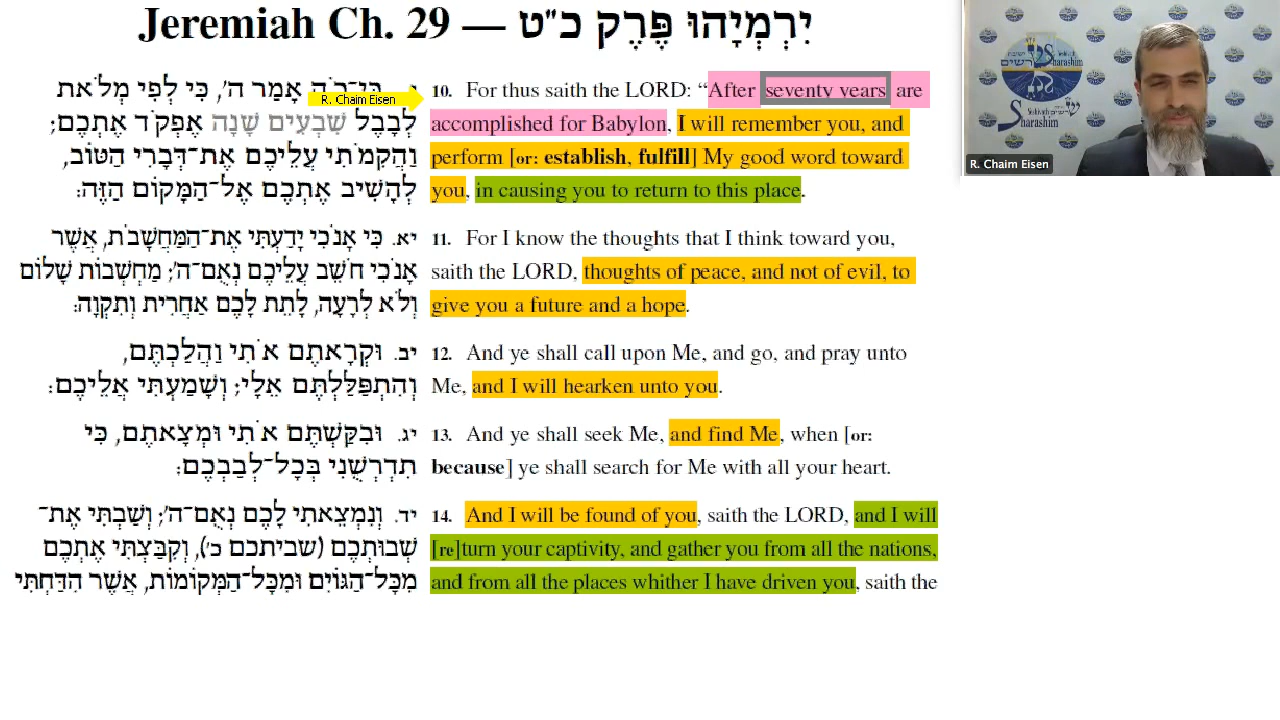 Jeremiah Ch. 29 — יִרְמְיָהוּ פֶּרֶק כ"ט
כִּי־כֹה אָמַר ה', כִּי לְפִי מְלֹאת
לְבָבֶל שִׁבְעִים שָׁנָה אֶפְקֹד אֶתְכֶם;
וַהֲקִמֹתִי עֲלֵיכֶם אֶת־דְּבָרִי הַטּוֹב,
לְהָשִׁיב אֶתְכֶם אֶל־הַמָּקוֹם הַזֶּה:
R. Chaim Eisen
10. For thus saith the LORD: “After seventy years are
accomplished for Babylon, I will remember you, and
perform [or: establish, fulfill] My good word toward
you, in causing you to return to this place.
יא. כִּי אָנֹכִי יָדַעְתִּי אֶת־הַמַּחֲשָׁבֹת, אֲשֶׁר
אָנֹכִי חֹשֵׁב עֲלֵיכֶם נְאֻם־ה'; מַחְשְׁבוֹת שָׁלוֹם
וְלֹא לְרָעָה, לָתֵת לָכֶם אַחֲרִית וְתִקְוָה:
11. For I know the thoughts that I think toward you,
saith the LORD, thoughts of peace, and not of evil, to
give you a future and a hope.
יב. וּקְרָאתֶם אֹתִי וַהֲלַכְתֶּם,
וְהִתְפַּלַּלְתֶּם אֵלָי; וְשָׁמַעְתִּי אֲלֵיכֶם:
12. And ye shall call upon Me, and go, and pray unto
Me, and I will hearken unto you.
יג. וּבִקַּשְׁתֶּם אֹתִי וּמְצָאתֶם, כִּי
תִדְרְשֻׁנִי בְּכָל־לְבַבְכֶם:
13. And ye shall seek Me, and find Me, when [or:
because] ye shall search for Me with all your heart.
יד. וְנִמְצֵאתִי לָכֶם נְאֻם־ה'; וְשַׁבְתִּי אֶת־
שְׁבוּתְכֶם (שביתכם כ'), וְקִבַּצְתִּי אֶתְכֶם
מִכָּל־הַגּוֹיִם וּמִכָּל־הַמְּקוֹמוֹת, אֲשֶׁר הִדַּחְתִּי
14. And I will be found of you, saith the LORD, and I will
[re]turn your captivity, and gather you from all the nations,
and from all the places whither I have driven you, saith the
R. Chaim Eisen